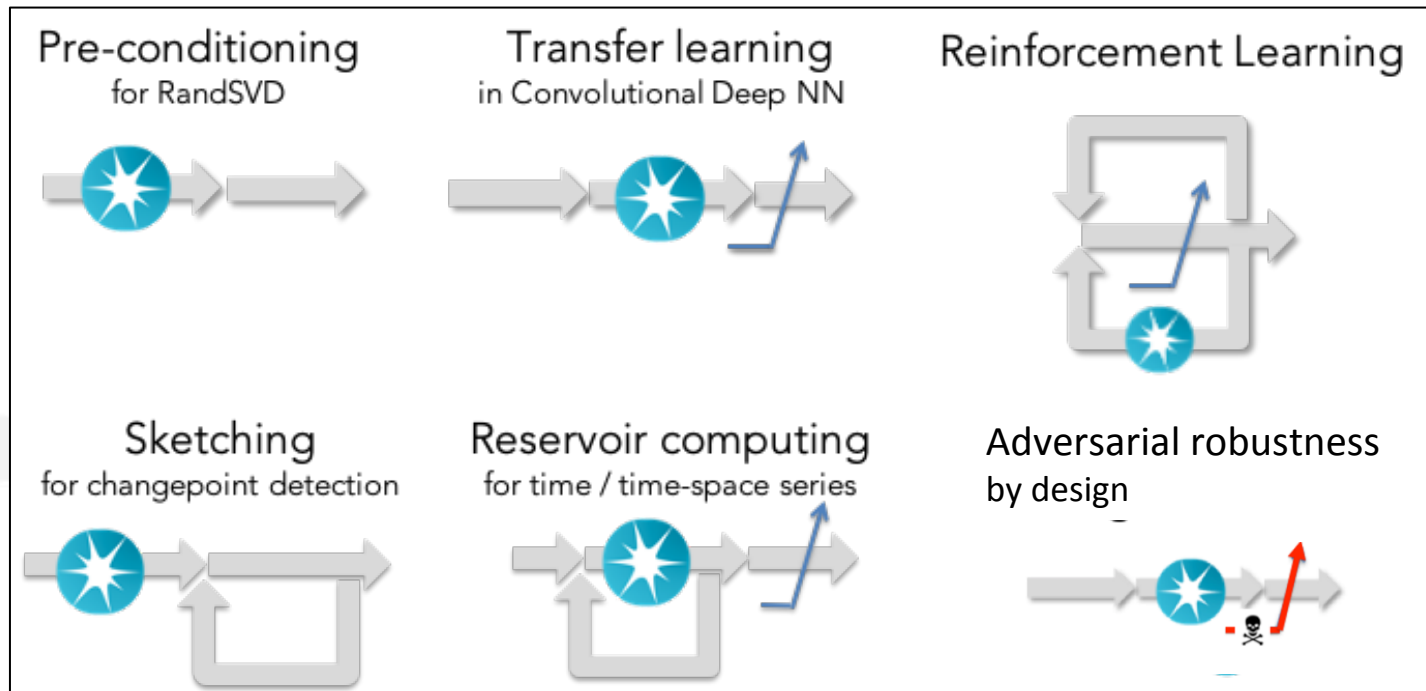 Pre-conditioning
for RandSVD
Transfer learning
in Convolutional Deep NN
Reinforcement Learning
Sketching
for changepoint detection
Reservoir computing
for time / time-space series
Adversarial robustness
by design